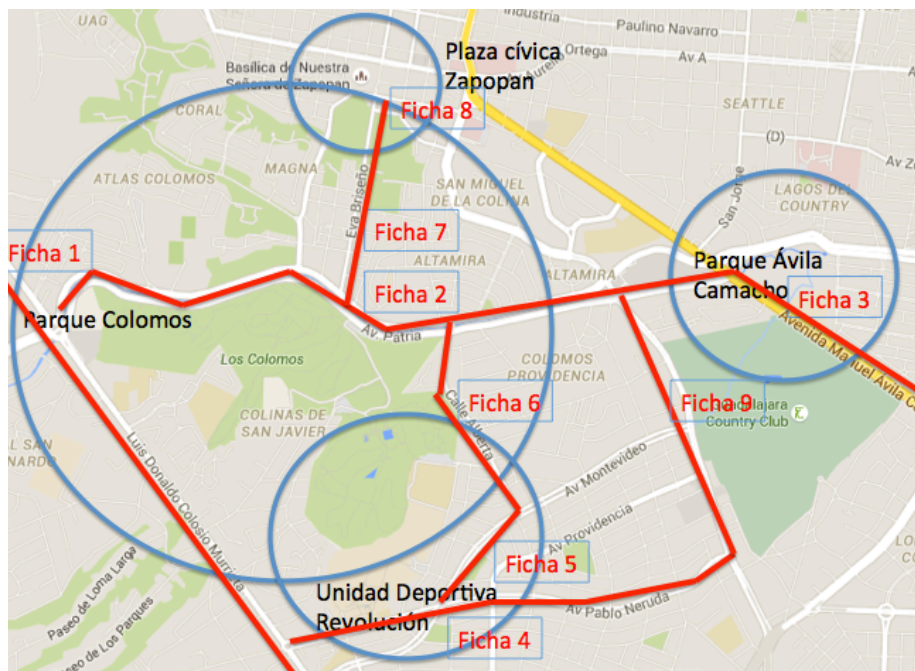 UAG
Industria
Paulino Navarro
Plaza cívica
Zapopan
Av A
Basílica de Nuestra
Señora de Zapopan
Ficha 8
SEATTLE
CORAL
(D)
MAGNA
ATLAS COLOMOS
SAN MIGUEL
DE LA COLINA
San Jorge
LAGOS DEL
COUNTRY
Eva Briseño
Ficha 7
Ficha 1
ALTAMIRA
ALTAMIRA
Parque Ávila
Camacho
Ficha 2
Ficha 3
Parque Colomos
Av. Patria
Los Colomos
COLOMOS
PROVIDENCIA
Avenida Manuel Ávila C
COLINAS DE
SAN JAVIER
Ficha 6
Ficha 9
Country Club
Calle Alberta
Luis Donaldo Colosio Murrieta
Av Montevideo
Av Providencia
Ficha 5
Paseo de Loma Larga
Unidad Deportiva
Revolución
Av Pablo Neruda
Ficha 4
Paseo de Los Parques